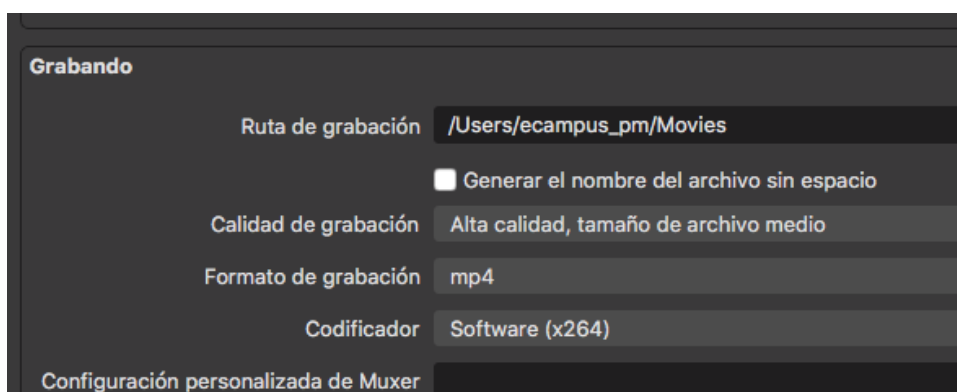 Grabando
Ruta de grabación /Users/ecampus_pm/Movies
Generar el nombre del archivo sin espacio
Calidad de grabación Alta calidad, tamaño de archivo medio
Formato de grabación mp4
Codificador Software (x264)
Configuración personalizada de Muxer